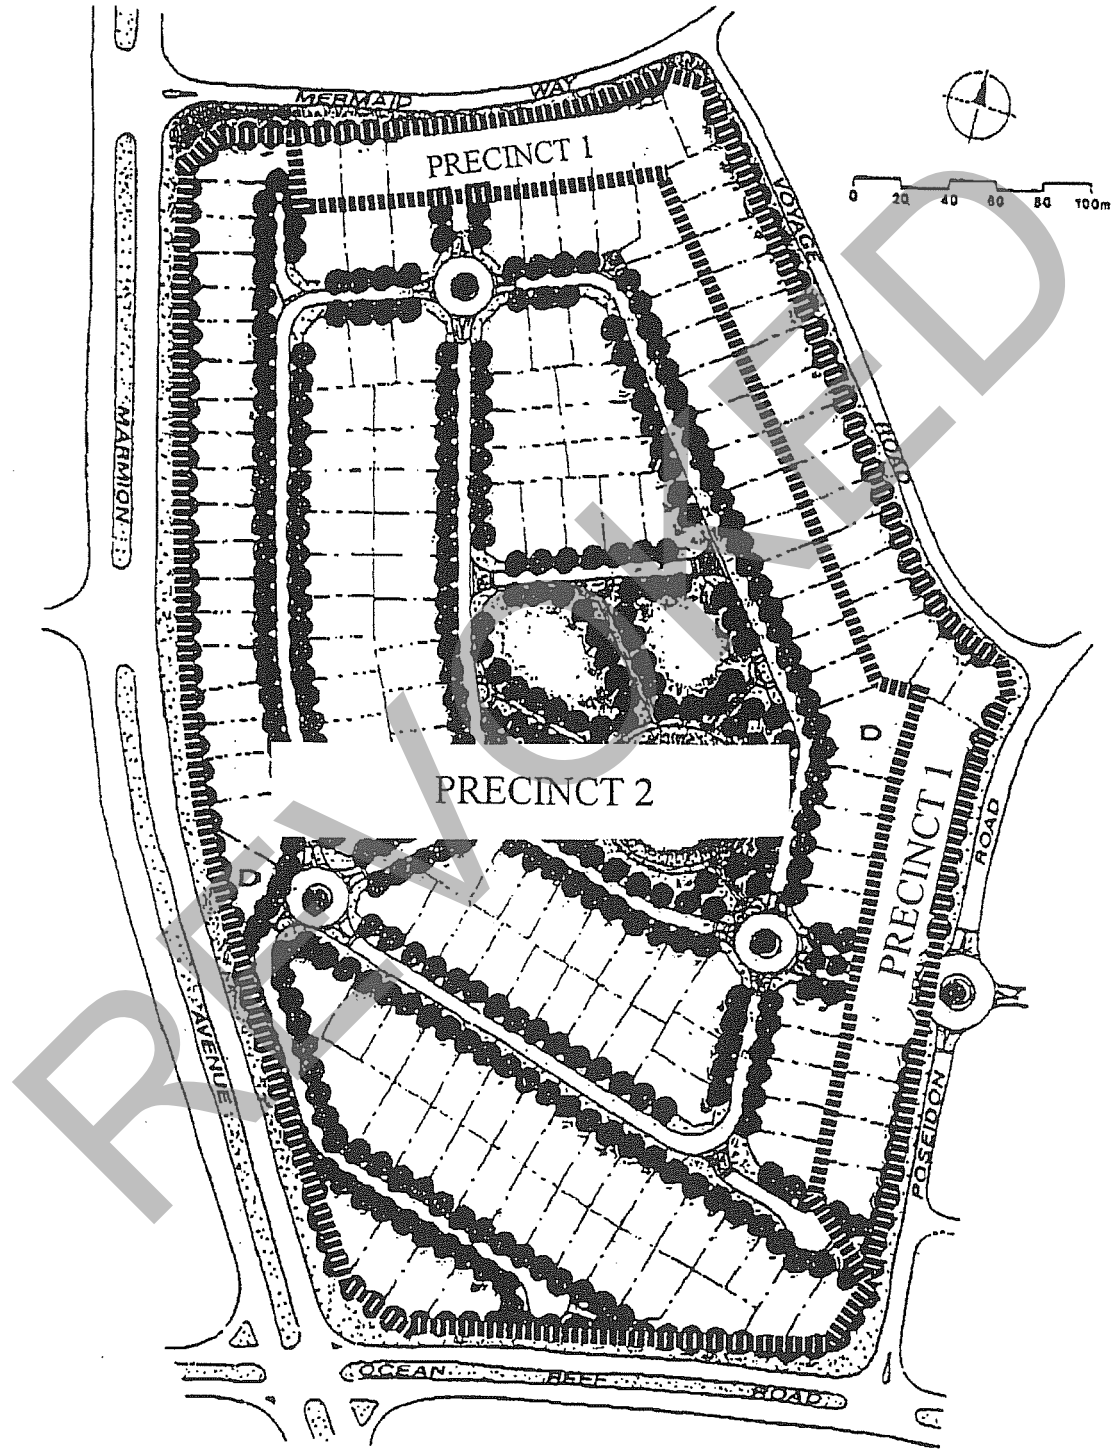 MERMAID WAY
PRECINCT 1
0 20 40 60 80 100m
VOYAGE ROAD
MARMION
D
PRECINCT 2
PRECINCT 1
ROAD
D
AVENUE
POSEIDON
OCEAN REEF ROAD
REVOKED